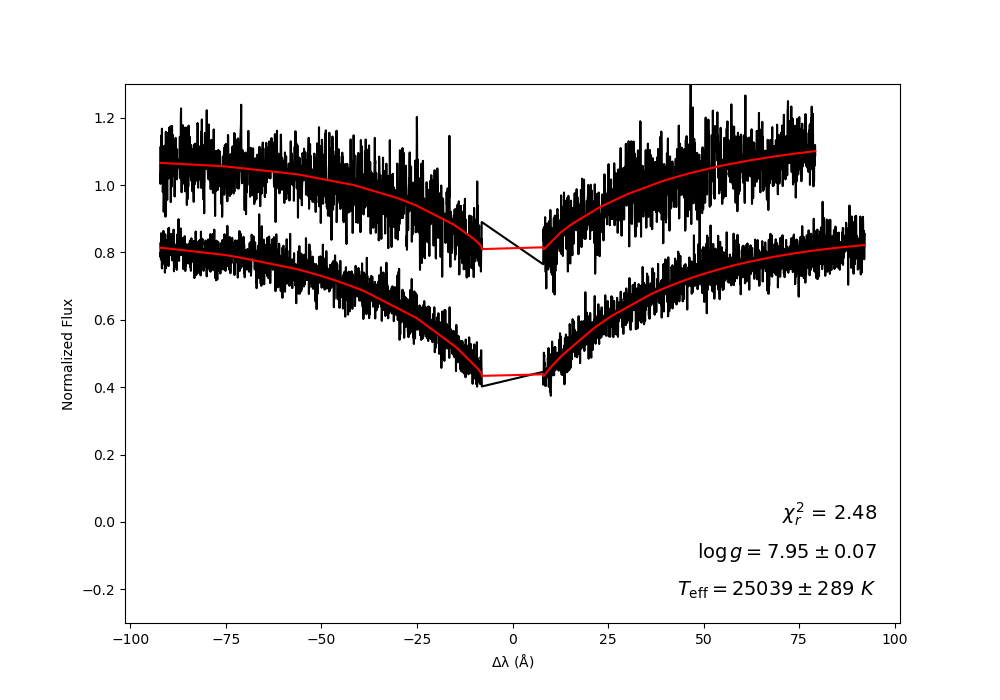 1.2
1.0
0.8
0.6
0.4
0.2
0.0
−0.2
Normalized Flux
χ²ᵣ = 2.48
log g = 7.95 ± 0.07
T_eff = 25039 ± 289 K
−100 −75 −50 −25 0 25 50 75 100
Δλ (Å)